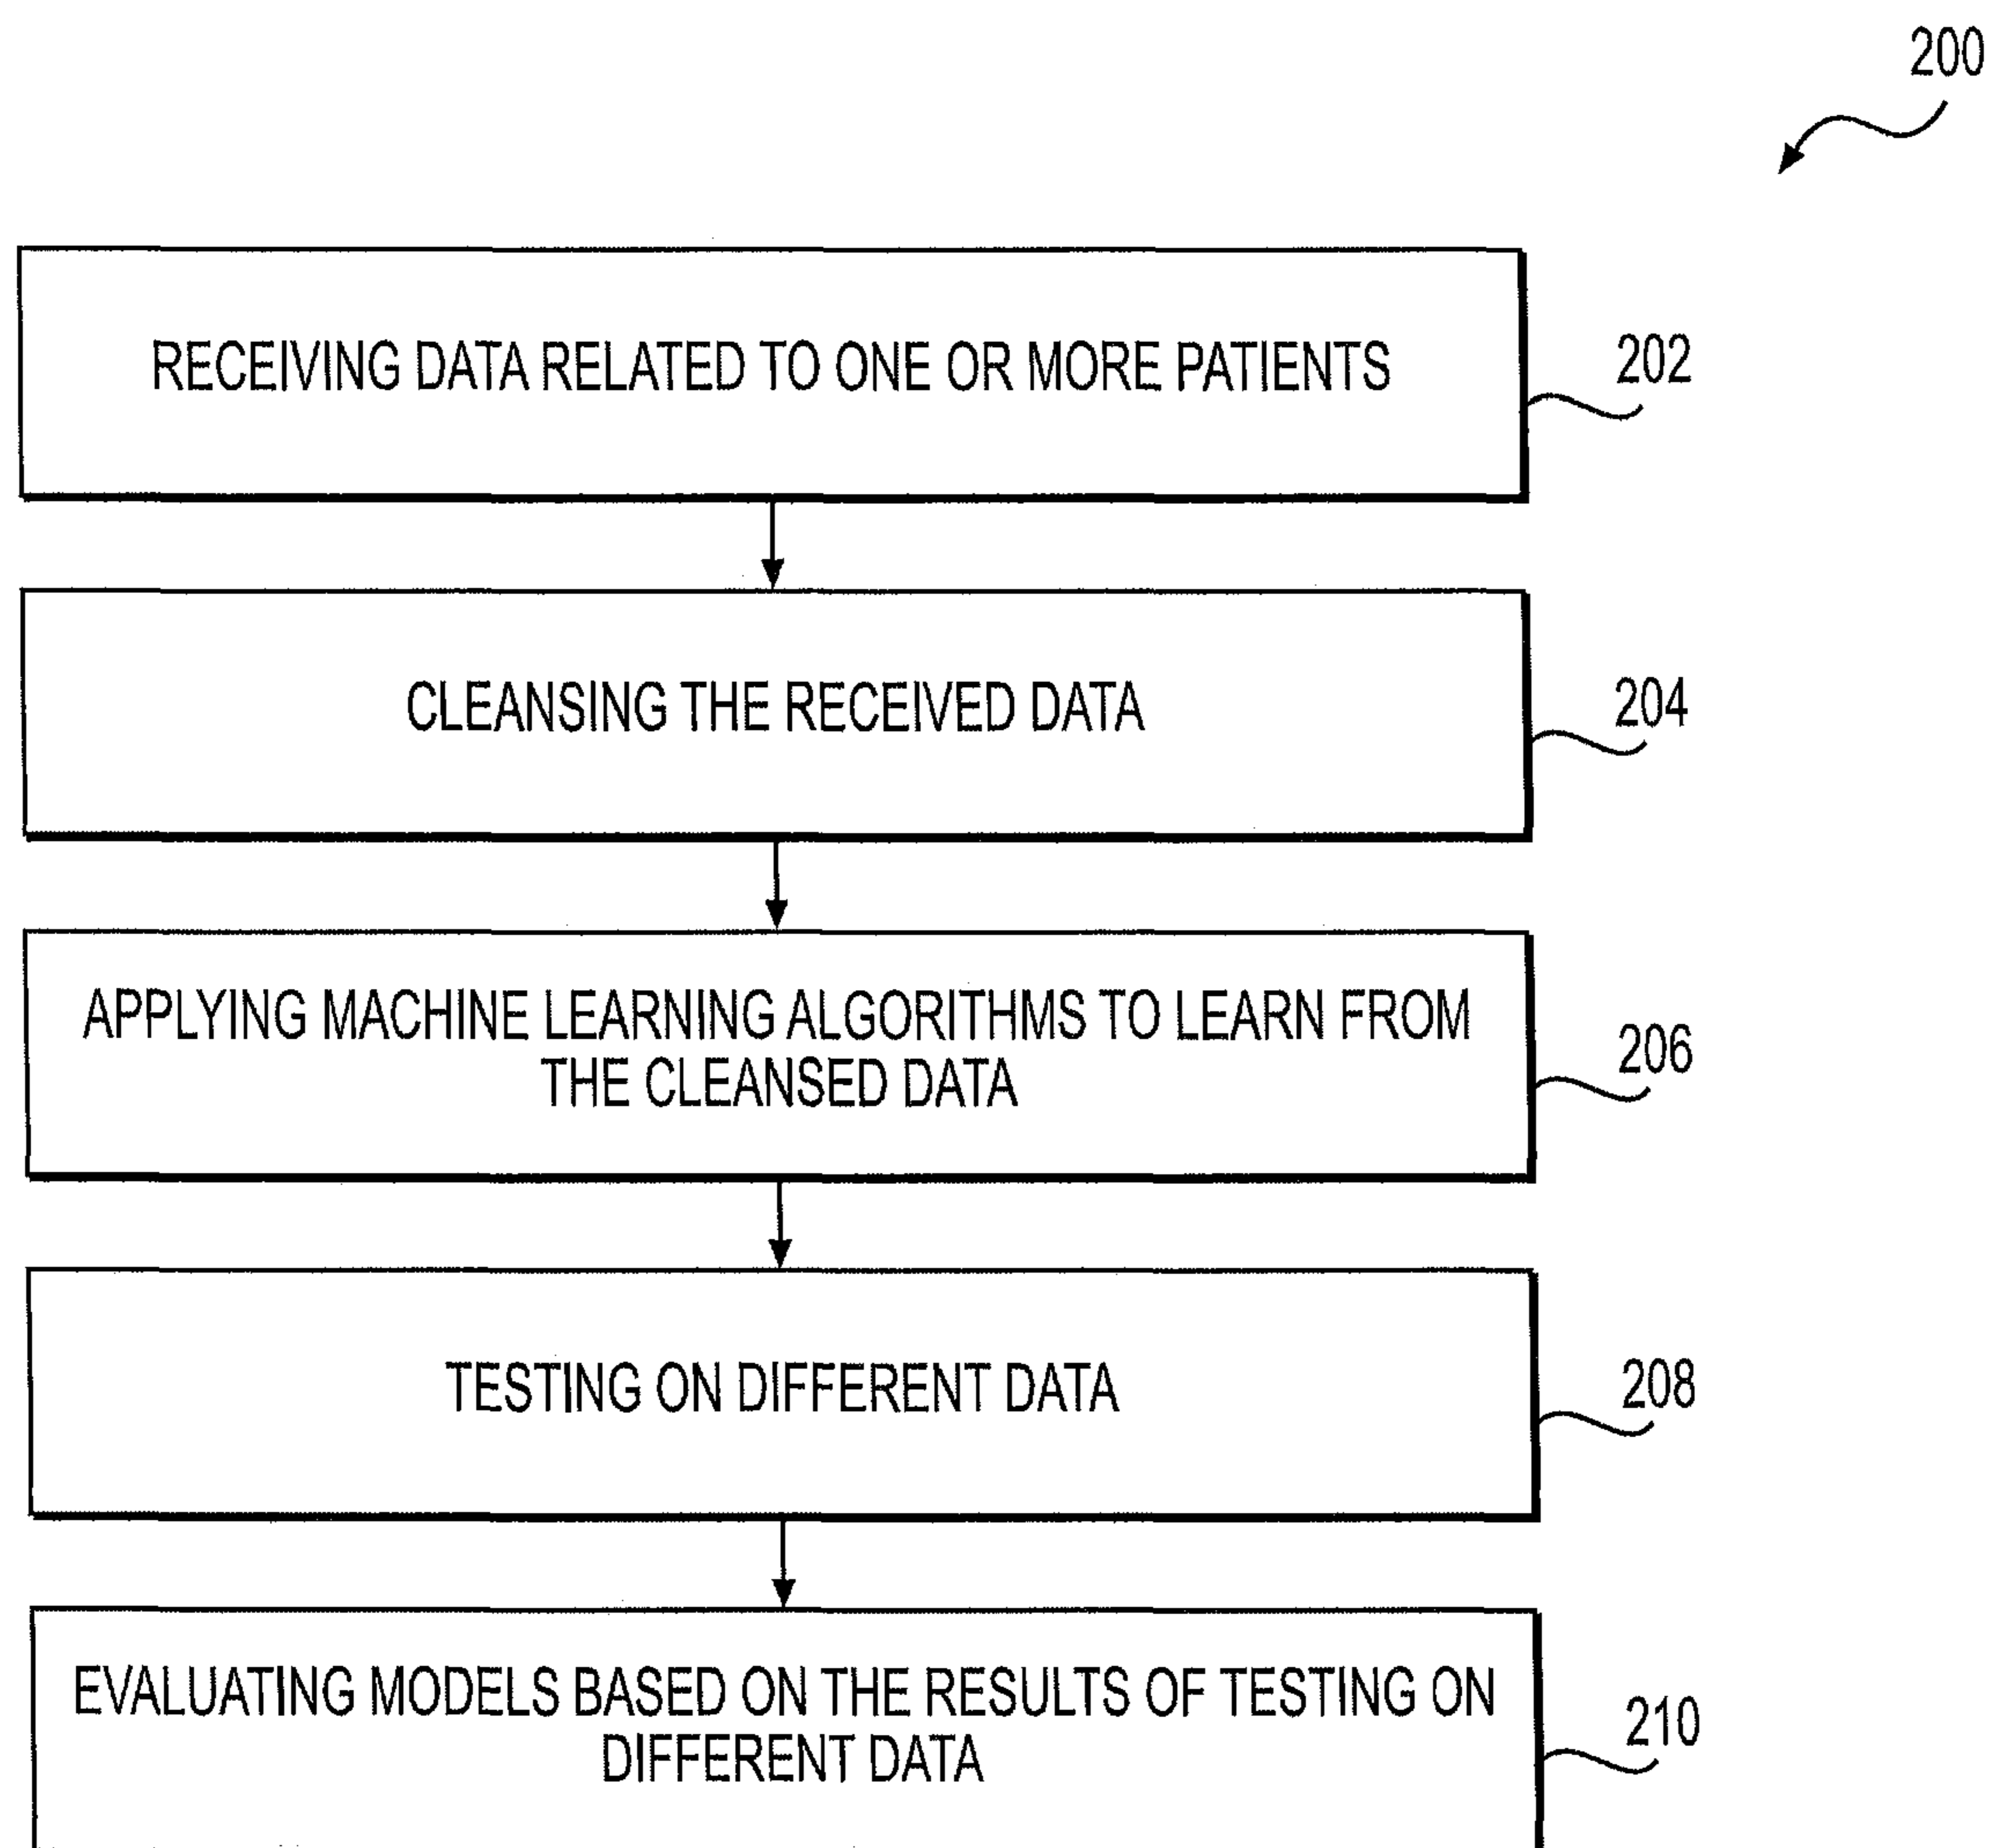 200
RECEIVING DATA RELATED TO ONE OR MORE PATIENTS
202
CLEANSING THE RECEIVED DATA
204
APPLYING MACHINE LEARNING ALGORITHMS TO LEARN FROM
THE CLEANSED DATA
206
TESTING ON DIFFERENT DATA
208
EVALUATING MODELS BASED ON THE RESULTS OF TESTING ON
DIFFERENT DATA
210